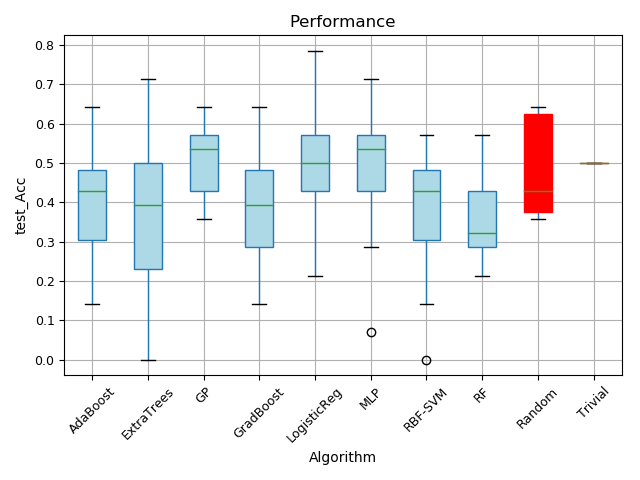 Performance
test_Acc
0.8
0.7
0.6
0.5
0.4
0.3
0.2
0.1
0.0
AdaBoost
ExtraTrees
GP
GradBoost
LogisticReg
MLP
RBF-SVM
RF
Random
Trivial
Algorithm